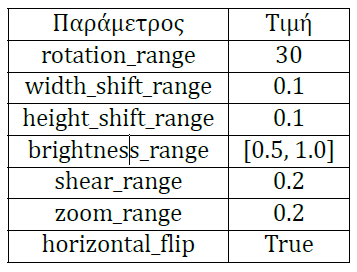 Παράμετρος Τιμή
rotation_range 30
width_shift_range 0.1
height_shift_range 0.1
brightness_range [0.5, 1.0]
shear_range 0.2
zoom_range 0.2
horizontal_flip True